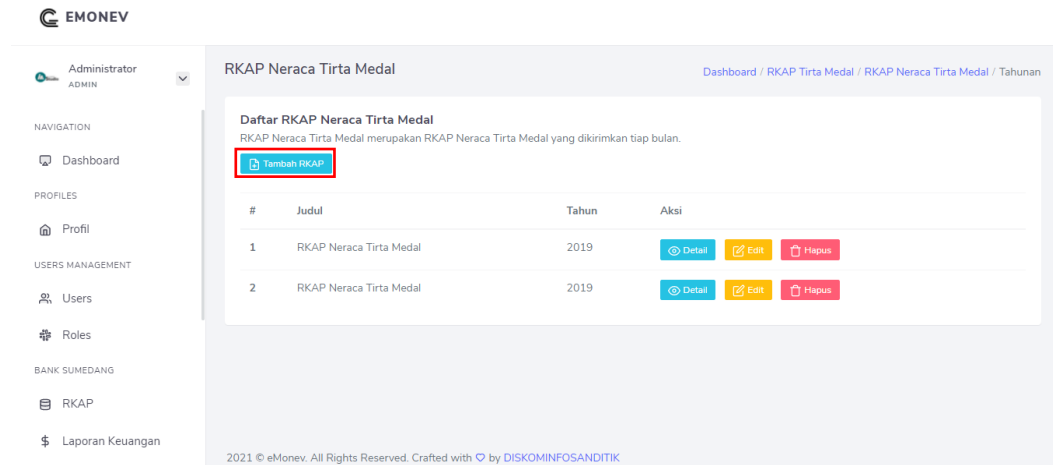 EMONEV
Administrator
ADMIN
NAVIGATION
Dashboard
PROFILES
Profil
USERS MANAGEMENT
Users
Roles
BANK SUMEDANG
RKAP
Laporan Keuangan
RKAP Neraca Tirta Medal
Dashboard / RKAP Tirta Medal / RKAP Neraca Tirta Medal / Tahunan
Daftar RKAP Neraca Tirta Medal
RKAP Neraca Tirta Medal merupakan RKAP Neraca Tirta Medal yang dikirimkan tiap bulan.
Tambah RKAP
# Judul Tahun Aksi
1 RKAP Neraca Tirta Medal 2019 Detail Edit Hapus
2 RKAP Neraca Tirta Medal 2019 Detail Edit Hapus
2021 © eMonev. All Rights Reserved. Crafted with ♡ by DISKOMINFOSANDITIK